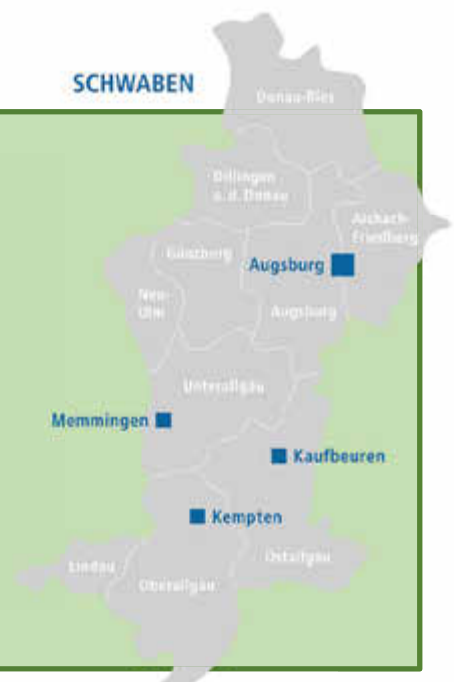 SCHWABEN
Donau-Ries
Dillingen
a. d. Donau
Aichach-
Friedberg
Günzburg
Augsburg
Neu-
Ulm
Augsburg
Unterallgäu
Memmingen
Kaufbeuren
Kempten
Ostallgäu
Lindau
Oberallgäu